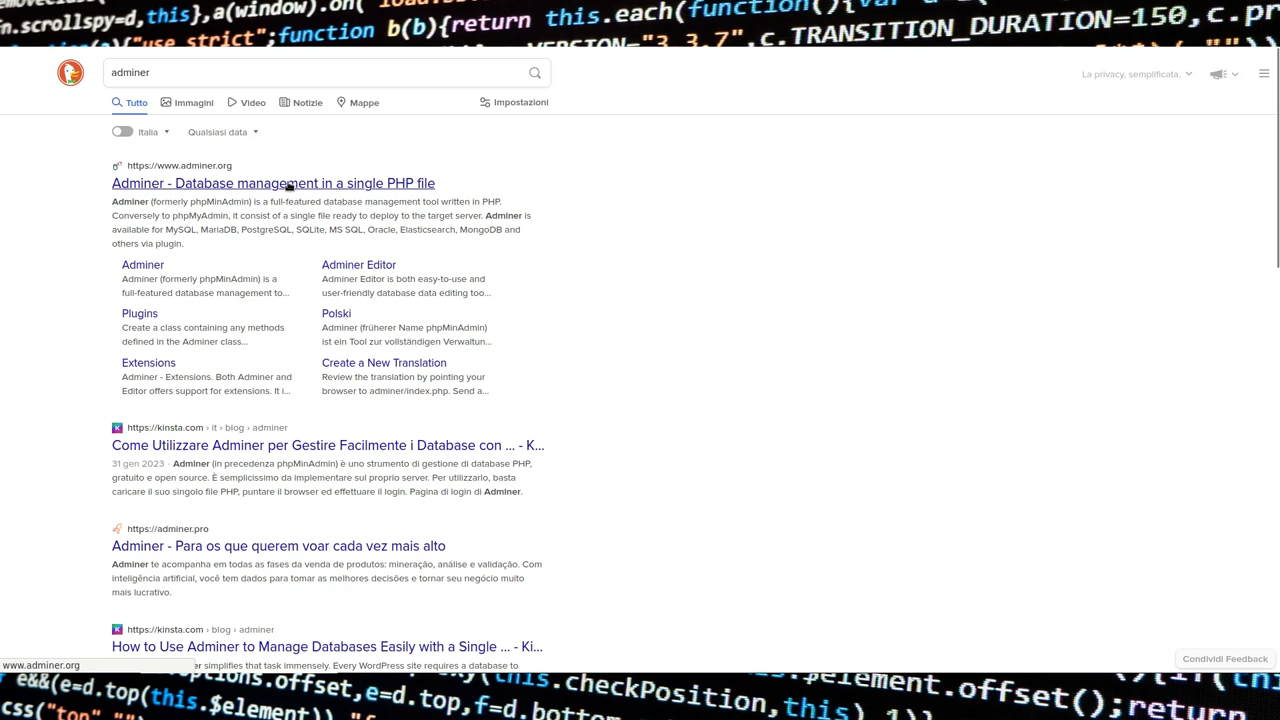 n.scrollspy=d,this},a(window).on(
this.each(function(){var
"use strict";function b(b){return
VERSION="3.3.7",c.TRANSITION_DURATION=150,c.pr
adminer
La privacy, semplificata.
Tutto Immagini Video Notizie Mappe Impostazioni
Italia Qualsiasi data
https://www.adminer.org
Adminer - Database management in a single PHP file
Adminer (formerly phpMinAdmin) is a full-featured database management tool written in PHP.
Conversely to phpMyAdmin, it consist of a single file ready to deploy to the target server. Adminer is
available for MySQL, MariaDB, PostgreSQL, SQLite, MS SQL, Oracle, Elasticsearch, MongoDB and
others via plugin.
Adminer
Adminer (formerly phpMinAdmin) is a
full-featured database management to...
Adminer Editor
Adminer Editor is both easy-to-use and
user-friendly database data editing too...
Plugins
Create a class containing any methods
defined in the Adminer class...
Polski
Adminer (früherer Name phpMinAdmin)
ist ein Tool zur vollständigen Verwaltun...
Extensions
Adminer - Extensions. Both Adminer and
Editor offers support for extensions. It i...
Create a New Translation
Review the translation by pointing your
browser to adminer/index.php. Send a...
https://kinsta.com › it › blog › adminer
Come Utilizzare Adminer per Gestire Facilmente i Database con ... - K...
31 gen 2023 · Adminer (in precedenza phpMinAdmin) è uno strumento di gestione di database PHP,
gratuito e open source. È semplicissimo da implementare sul proprio server. Per utilizzarlo, basta
caricare il suo singolo file PHP, puntare il browser ed effettuare il login. Pagina di login di Adminer.
https://adminer.pro
Adminer - Para os que querem voar cada vez mais alto
Adminer te acompanha em todas as fases da venda de produtos: mineração, análise e validação. Com
inteligência artificial, você tem dados para tomar as melhores decisões e tornar seu negócio muito
mais lucrativo.
https://kinsta.com › blog › adminer
How to Use Adminer to Manage Databases Easily with a Single ... - Ki...
er simplifies that task immensely. Every WordPress site requires a database to
www.adminer.org
Condividi Feedback
e&&(e=d.top(this.$element))
options.offset,e=d.top,f=d.bottom
this.checkPosition,this)
$element.offset();return
css("top",""